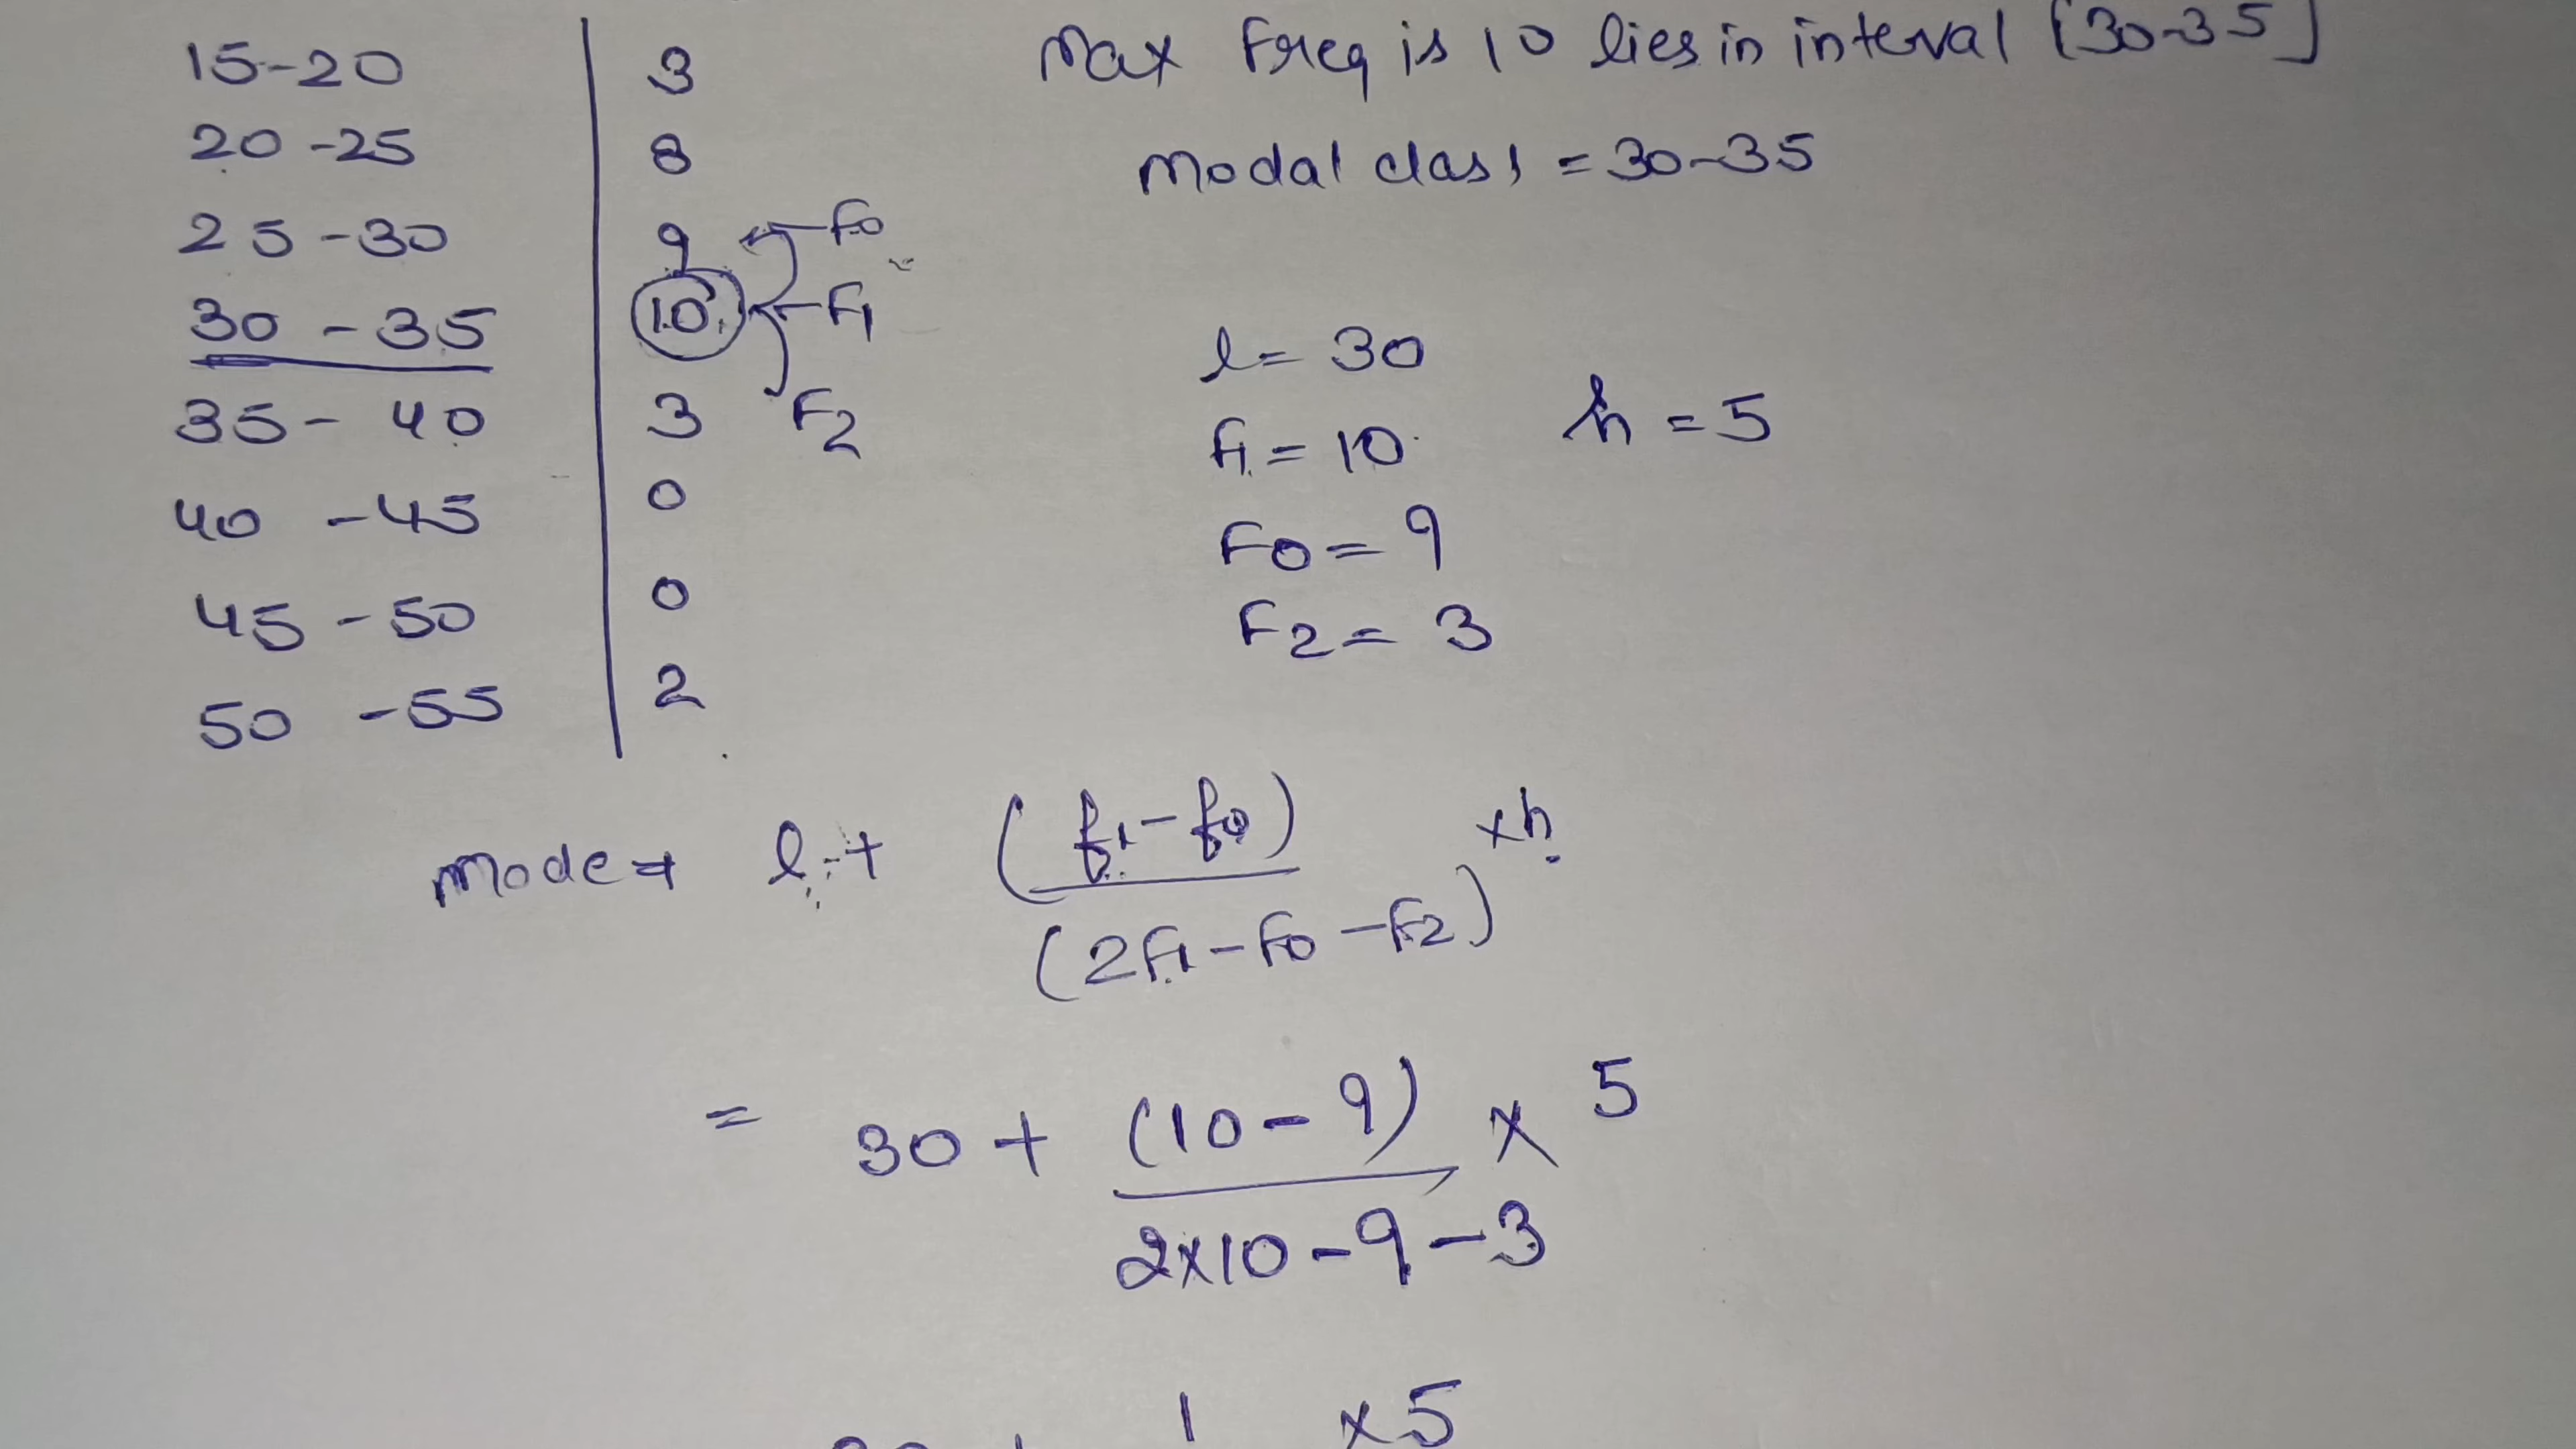 15-20 3
20-25 8
25-30 9 f0
30-35 10 F1
35-40 3 F2
40-45 0
45-50 0
50-55 2
Max Freq is 10 lies in interval [30-35]
Modal class = 30-35
l = 30
f1 = 10 h = 5
F0 = 9
F2 = 3
mode = l + (f1 - f0)
(2F1 - F0 - F2) × h
= 30 + (10 - 9) × 5
2×10 - 9 - 3
1 × 5